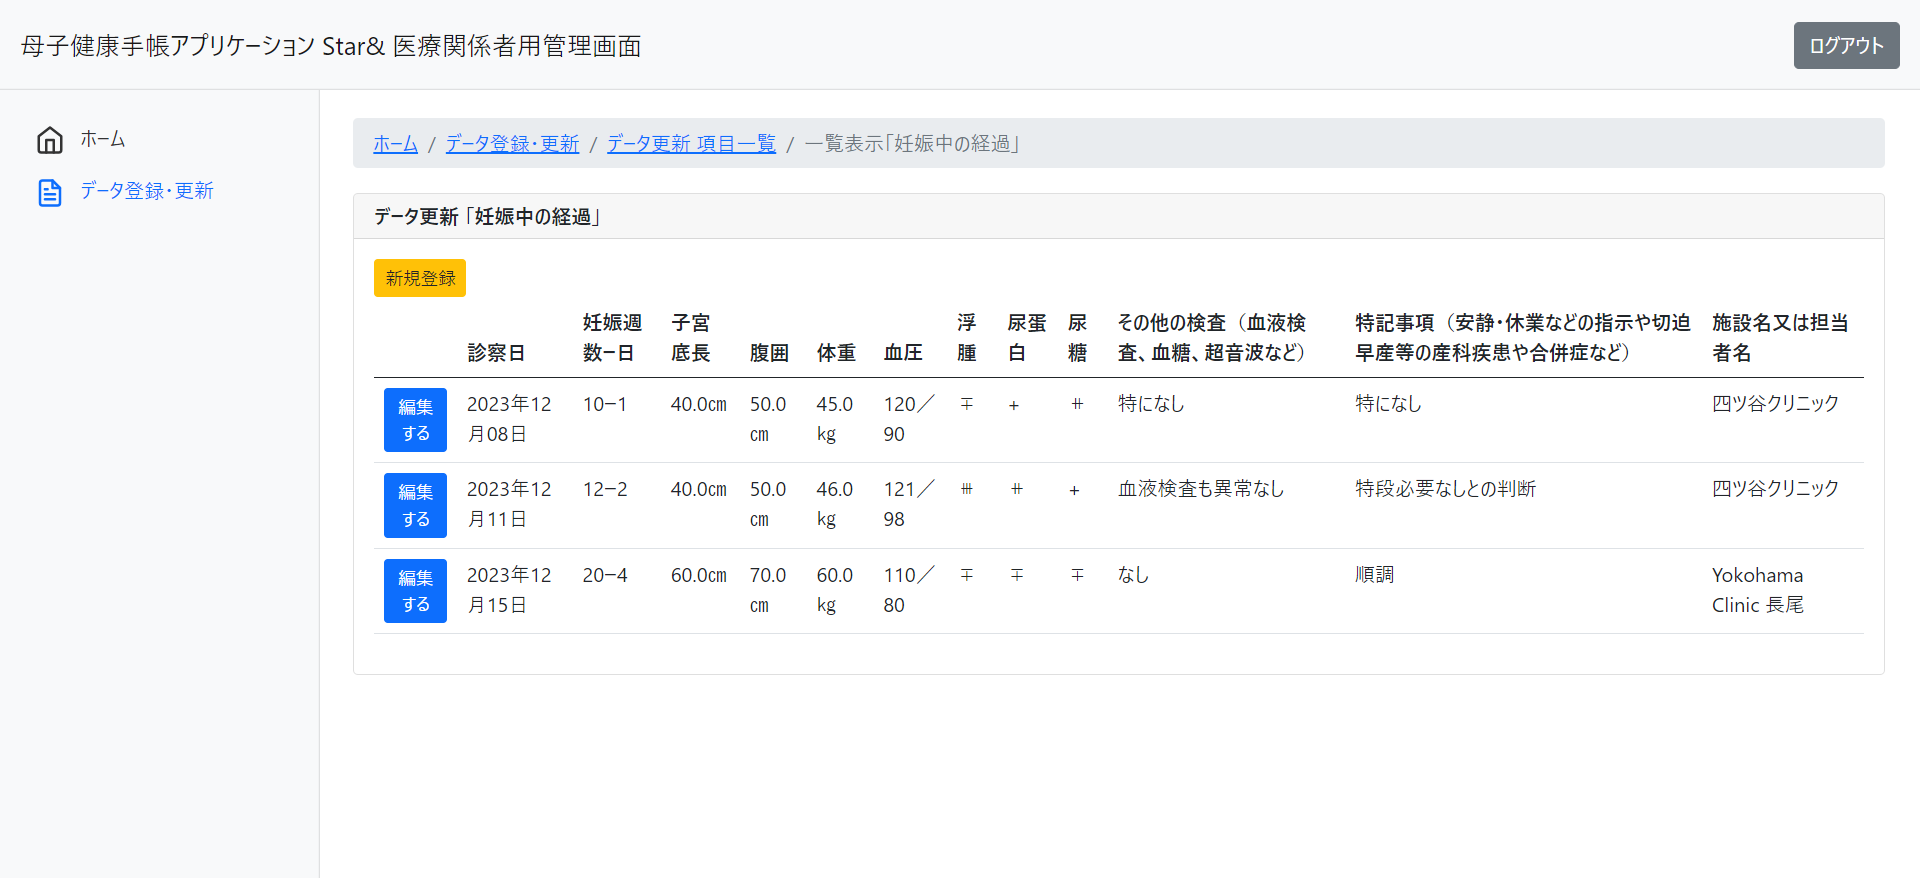 母子健康手帳アプリケーション Star& 医療関係者用管理画面
ログアウト
ホーム
データ登録・更新
ホーム / データ登録・更新 / データ更新 項目一覧 / 一覧表示「妊娠中の経過」
データ更新 「妊娠中の経過」
新規登録
診察日
妊娠週
数−日
子宮
底長
腹囲
体重
血圧
浮
腫
尿蛋
白
尿
糖
その他の検査（血液検
査、血糖、超音波など）
特記事項（安静・休業などの指示や切迫
早産等の産科疾患や合併症など）
施設名又は担当
者名
編集
する
2023年12
月08日
10−1
40.0㎝
50.0
㎝
45.0
㎏
120／
90
∓
+
⧺
特になし
特になし
四ツ谷クリニック
編集
する
2023年12
月11日
12−2
40.0㎝
50.0
㎝
46.0
㎏
121／
98
⧻
⧺
+
血液検査も異常なし
特段必要なしとの判断
四ツ谷クリニック
編集
する
2023年12
月15日
20−4
60.0㎝
70.0
㎝
60.0
㎏
110／
80
∓
∓
∓
なし
順調
Yokohama
Clinic 長尾